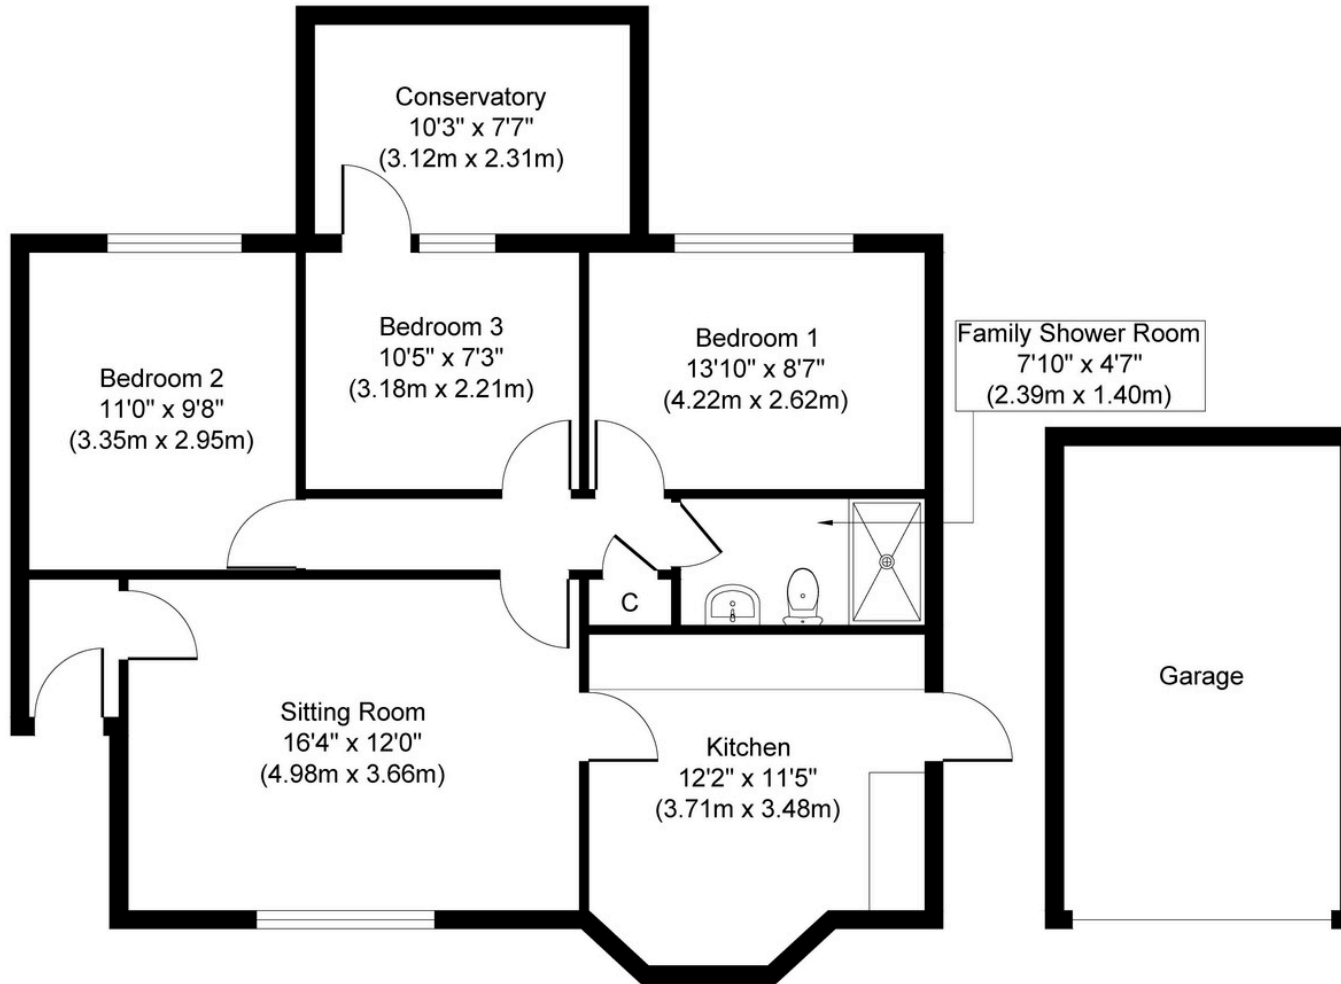 Conservatory
10'3" x 7'7"
(3.12m x 2.31m)
Bedroom 2
11'0" x 9'8"
(3.35m x 2.95m)
Bedroom 3
10'5" x 7'3"
(3.18m x 2.21m)
Bedroom 1
13'10" x 8'7"
(4.22m x 2.62m)
Family Shower Room
7'10" x 4'7"
(2.39m x 1.40m)
C
Sitting Room
16'4" x 12'0"
(4.98m x 3.66m)
Kitchen
12'2" x 11'5"
(3.71m x 3.48m)
Garage